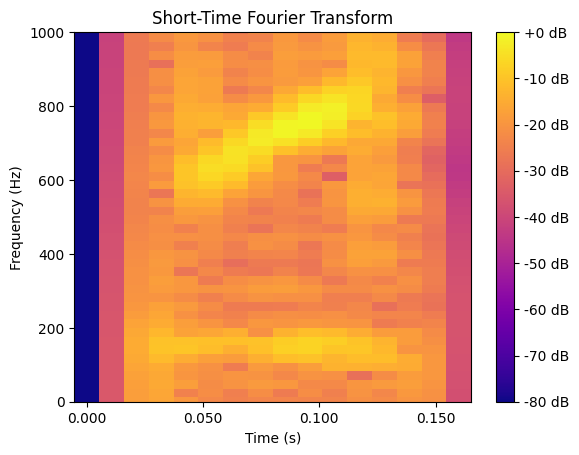 Short-Time Fourier Transform
1000
800
600
400
200
0
Frequency (Hz)
0.000
0.050
0.100
0.150
Time (s)
+0 dB
-10 dB
-20 dB
-30 dB
-40 dB
-50 dB
-60 dB
-70 dB
-80 dB